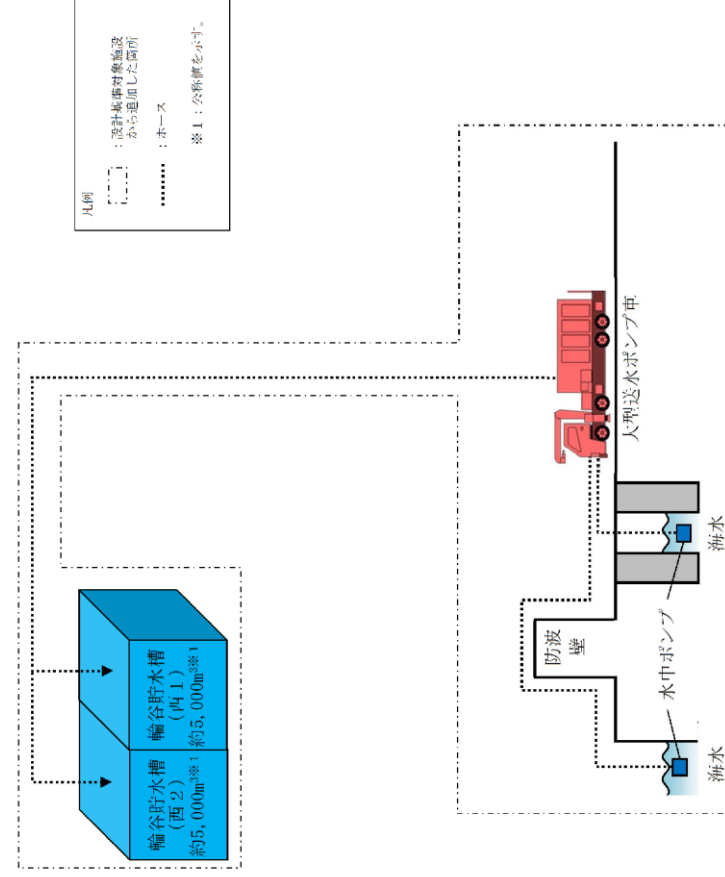 凡例
：設計基準対象施設
から追加した箇所
：ホース
※1：公称値を示す。
輪谷貯水槽
（西2）
約5,000m³※1
輪谷貯水槽
（西1）
約5,000m³※1
大型送水ポンプ車
防波
壁
水中ポンプ
海水
海水